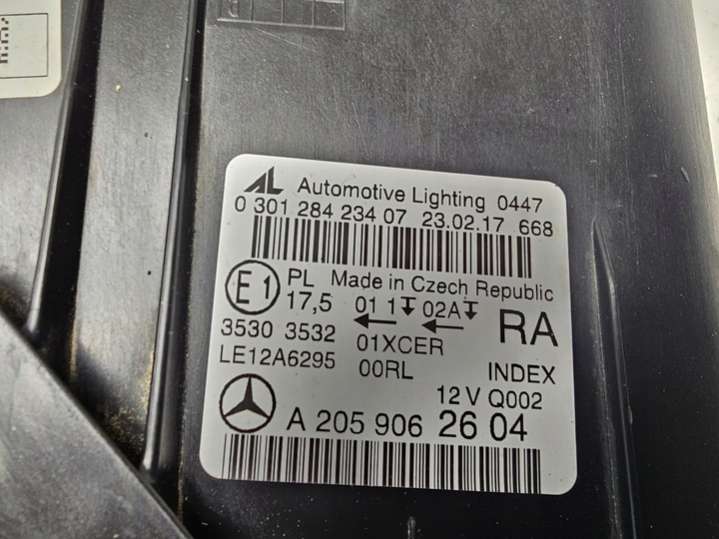 AL Automotive Lighting 0447
0 301 284 234 07 23.02.17 668
E1 PL Made in Czech Republic
17,5 01 1 02A RA
3530 3532 01XCER
LE12A6295 00RL INDEX
12 V Q002
A 205 906 26 04